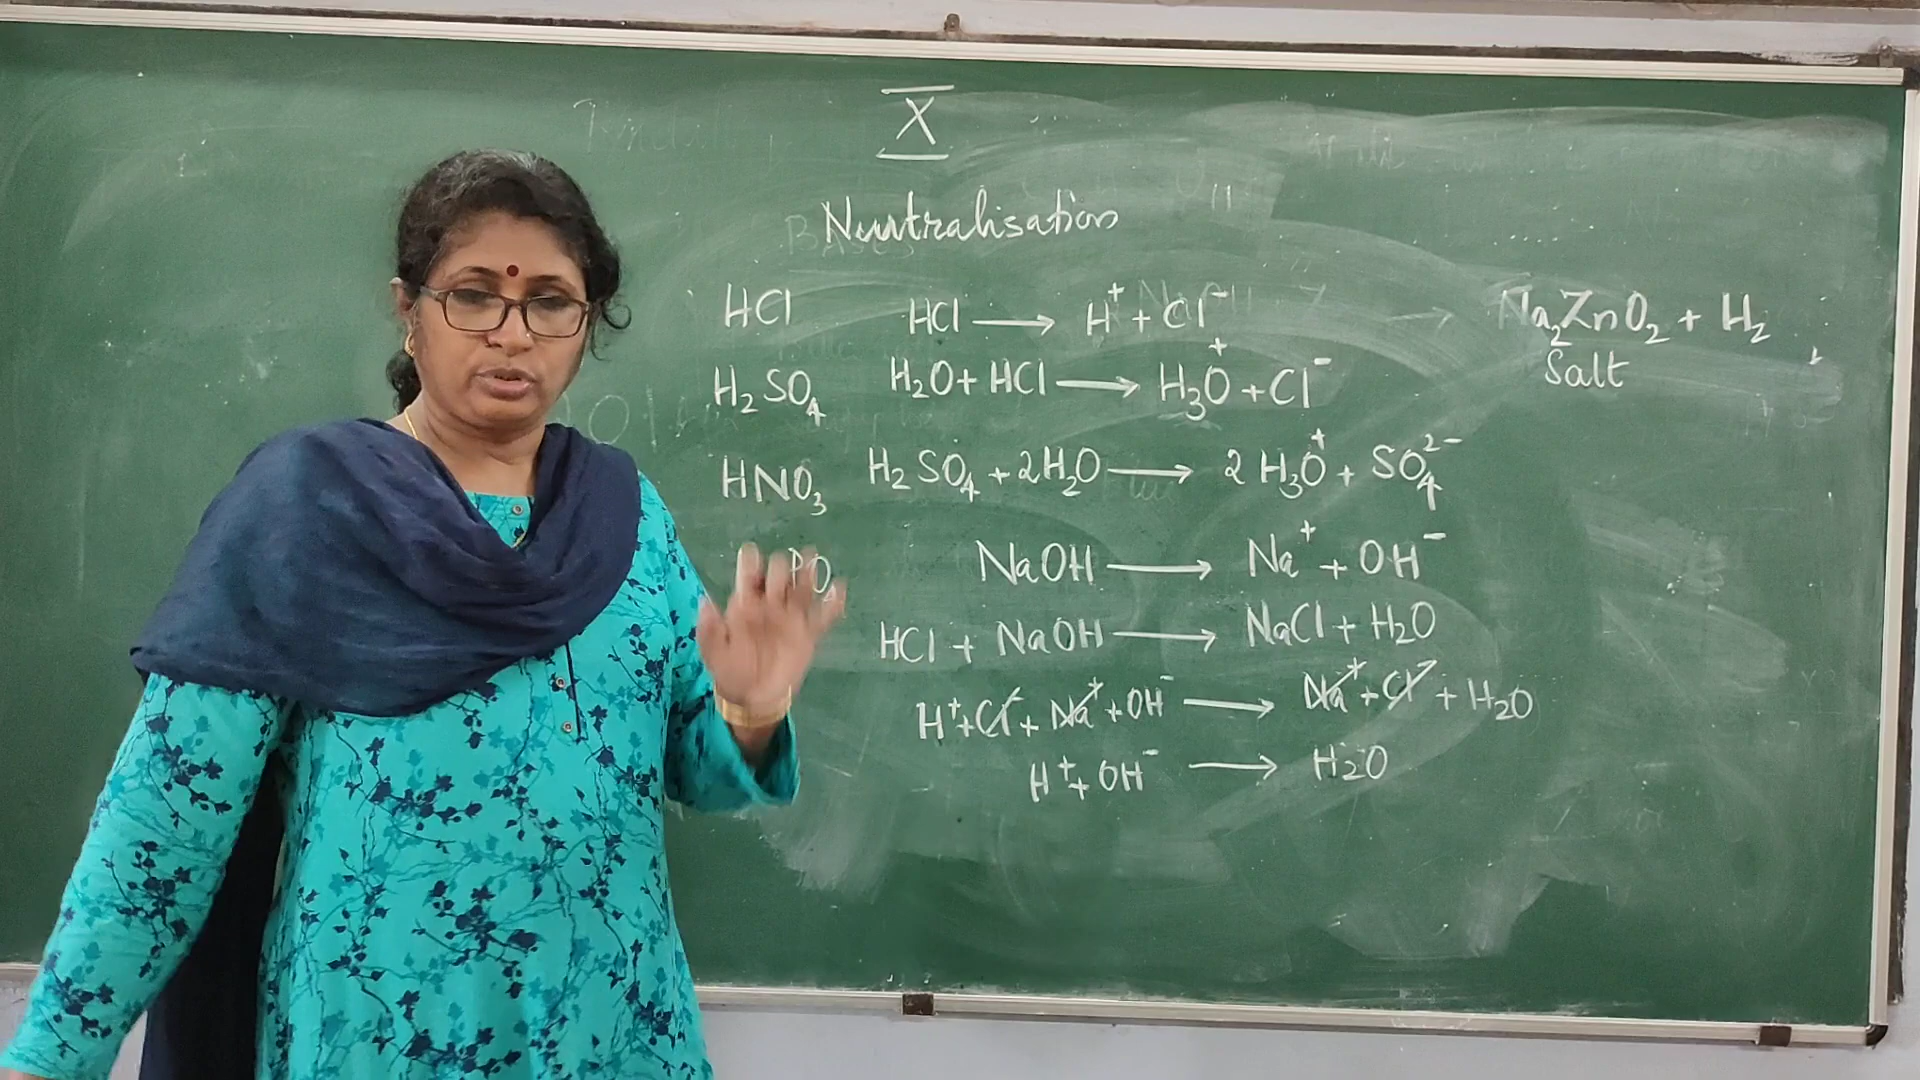 X
Neutralisation
HCl
HCl → H⁺ + Cl⁻
Na₂ZnO₂ + H₂
Salt
H₂SO₄
H₂O + HCl → H₃O⁺ + Cl⁻
HNO₃
H₂SO₄ + 2H₂O → 2H₃O⁺ + SO₄²⁻
PO₄
NaOH → Na⁺ + OH⁻
HCl + NaOH → NaCl + H₂O
H⁺ + Cl⁻ + Na⁺ + OH⁻ → Na⁺ + Cl⁻ + H₂O
H⁺ + OH⁻ → H₂O